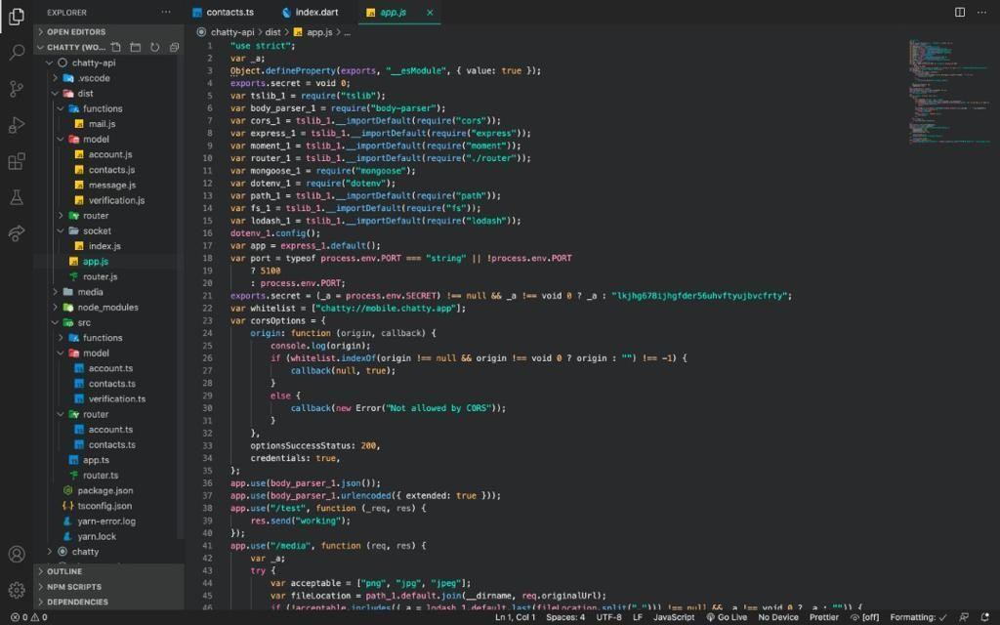 EXPLORER
OPEN EDITORS
CHATTY (WO...
chatty-api
.vscode
dist
functions
mail.js
model
account.js
contacts.js
message.js
verification.js
router
socket
index.js
app.js
router.js
media
node_modules
src
functions
model
account.ts
contacts.ts
verification.ts
router
account.ts
contacts.ts
app.ts
router.ts
package.json
tsconfig.json
yarn-error.log
yarn.lock
chatty
OUTLINE
NPM SCRIPTS
DEPENDENCIES
contacts.ts
index.dart
app.js
chatty-api > dist > app.js > ...
1 "use strict";
2 var _a;
3 Object.defineProperty(exports, "__esModule", { value: true });
4 exports.secret = void 0;
5 var tslib_1 = require("tslib");
6 var body_parser_1 = require("body-parser");
7 var cors_1 = tslib_1.__importDefault(require("cors"));
8 var express_1 = tslib_1.__importDefault(require("express"));
9 var moment_1 = tslib_1.__importDefault(require("moment"));
10 var router_1 = tslib_1.__importDefault(require("./router"));
11 var mongoose_1 = require("mongoose");
12 var dotenv_1 = require("dotenv");
13 var path_1 = tslib_1.__importDefault(require("path"));
14 var fs_1 = tslib_1.__importDefault(require("fs"));
15 var lodash_1 = tslib_1.__importDefault(require("lodash"));
16 dotenv_1.config();
17 var app = express_1.default();
18 var port = typeof process.env.PORT === "string" || !process.env.PORT
19 ? 5100
20 : process.env.PORT;
21 exports.secret = (_a = process.env.SECRET) !== null && _a !== void 0 ? _a : "lkjhg678ijhgfder56uhvftyujbvcfrty";
22 var whitelist = ["chatty://mobile.chatty.app"];
23 var corsOptions = {
24 origin: function (origin, callback) {
25 console.log(origin);
26 if (whitelist.indexOf(origin !== null && origin !== void 0 ? origin : "") !== -1) {
27 callback(null, true);
28 }
29 else {
30 callback(new Error("Not allowed by CORS"));
31 }
32 },
33 optionsSuccessStatus: 200,
34 credentials: true,
35 };
36 app.use(body_parser_1.json());
37 app.use(body_parser_1.urlencoded({ extended: true }));
38 app.use("/test", function (_req, res) {
39 res.send("working");
40 });
41 app.use("/media", function (req, res) {
42 var _a;
43 try {
44 var acceptable = ["png", "jpg", "jpeg"];
45 var fileLocation = path_1.default.join(__dirname, req.originalUrl);
46 if (!acceptable.includes((_a = lodash_1.default.last(fileLocation.split("."))) !== null && _a !== void 0 ? _a : "")) {
0 0
Ln 1, Col 1 Spaces: 4 UTF-8 LF JavaScript Go Live No Device Prettier [off] Formatting: ✓